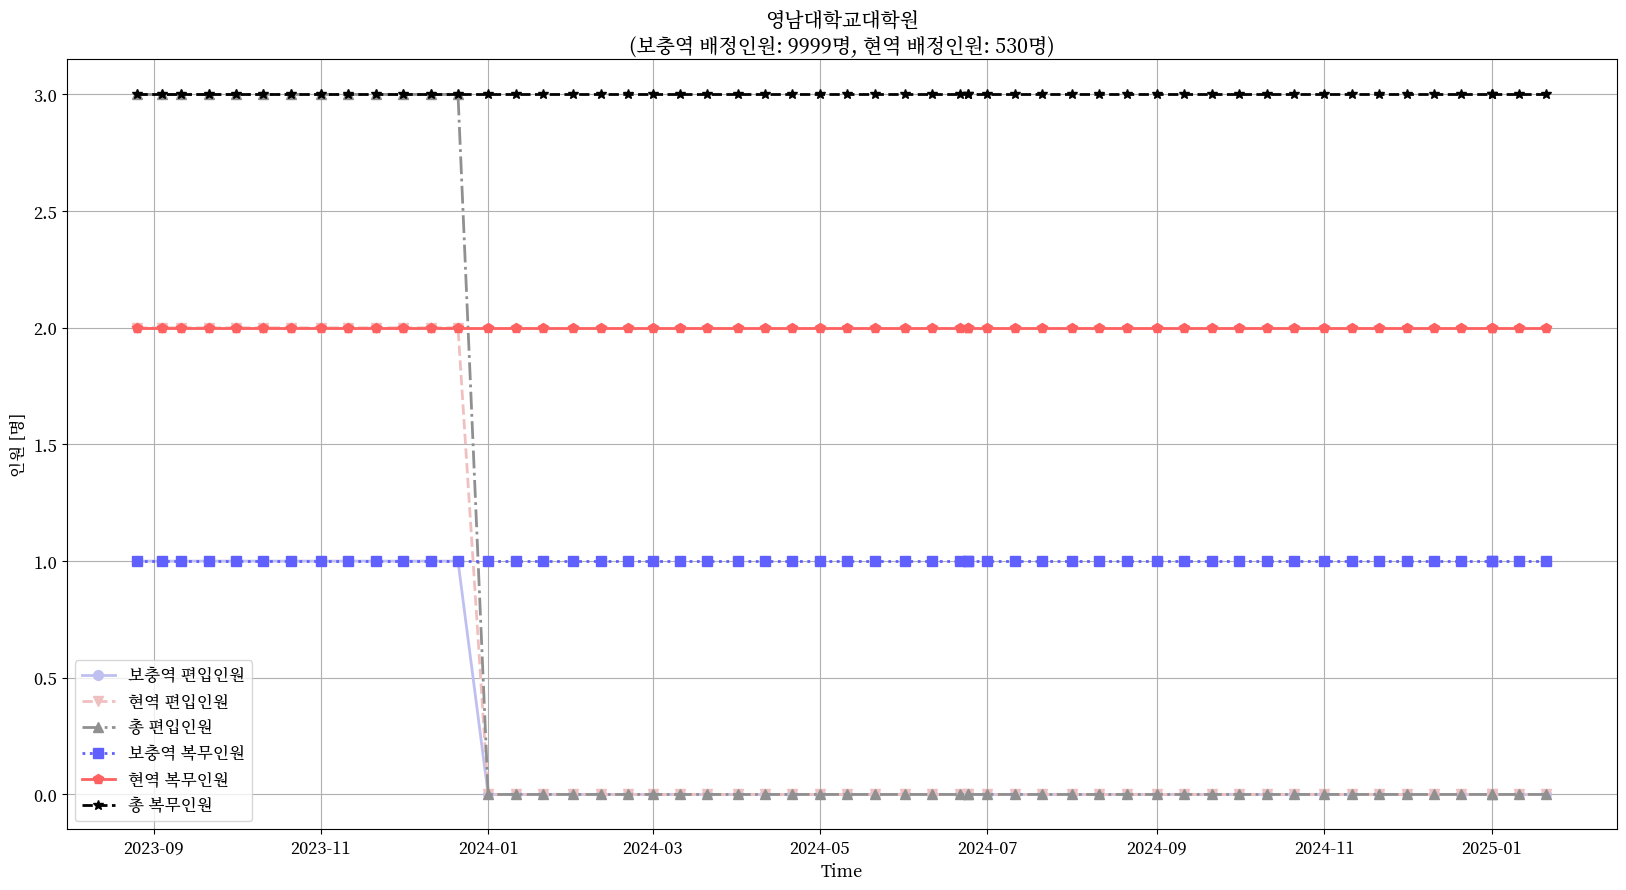 영남대학교대학원
(보충역 배정인원: 9999명, 현역 배정인원: 530명)
3.0
2.5
2.0
1.5
1.0
0.5
0.0
인원 [명]
보충역 편입인원
현역 편입인원
총 편입인원
보충역 복무인원
현역 복무인원
총 복무인원
2023-09
2023-11
2024-01
2024-03
2024-05
2024-07
2024-09
2024-11
2025-01
Time